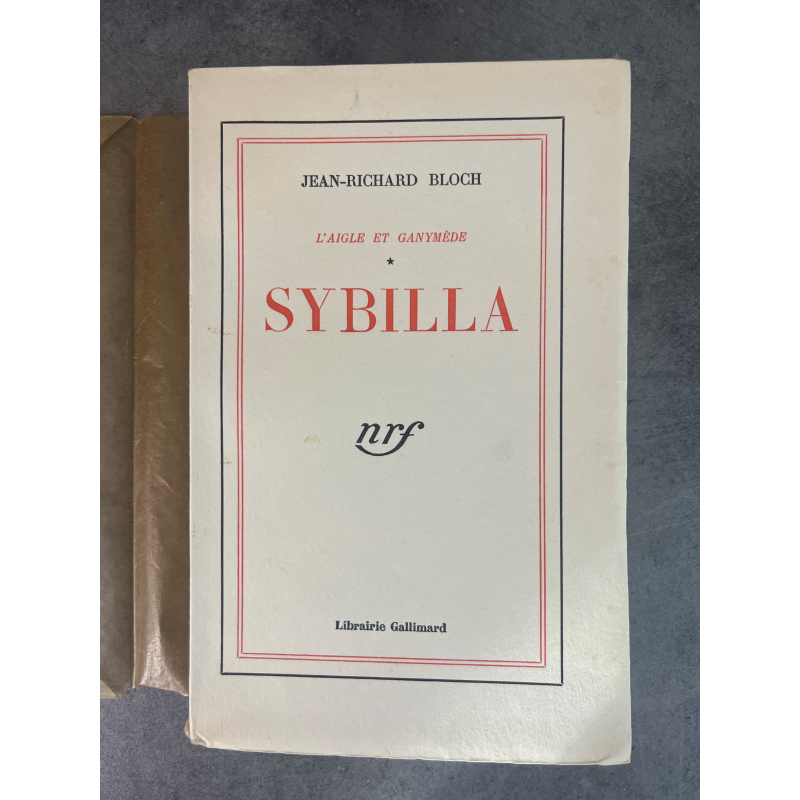 JEAN-RICHARD BLOCH
L'AIGLE ET GANYMÈDE
★
SYBILLA
nrf
Librairie Gallimard